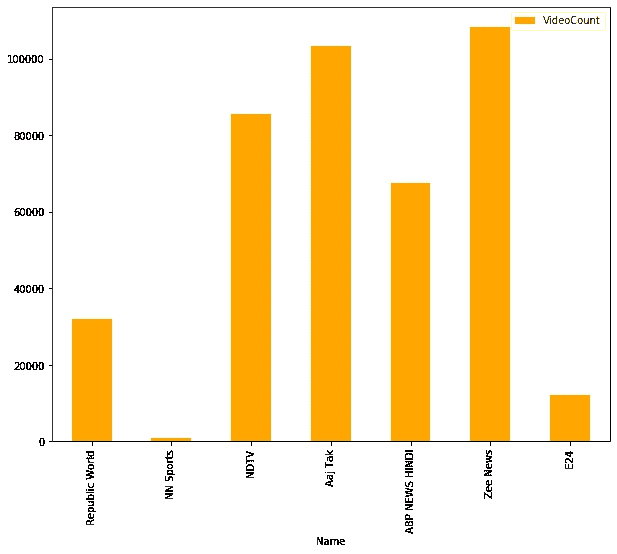 VideoCount
100000
80000
60000
40000
20000
0
Republic World
NN Sports
NDTV
Aaj Tak
ABP NEWS HINDI
Zee News
E24
Name